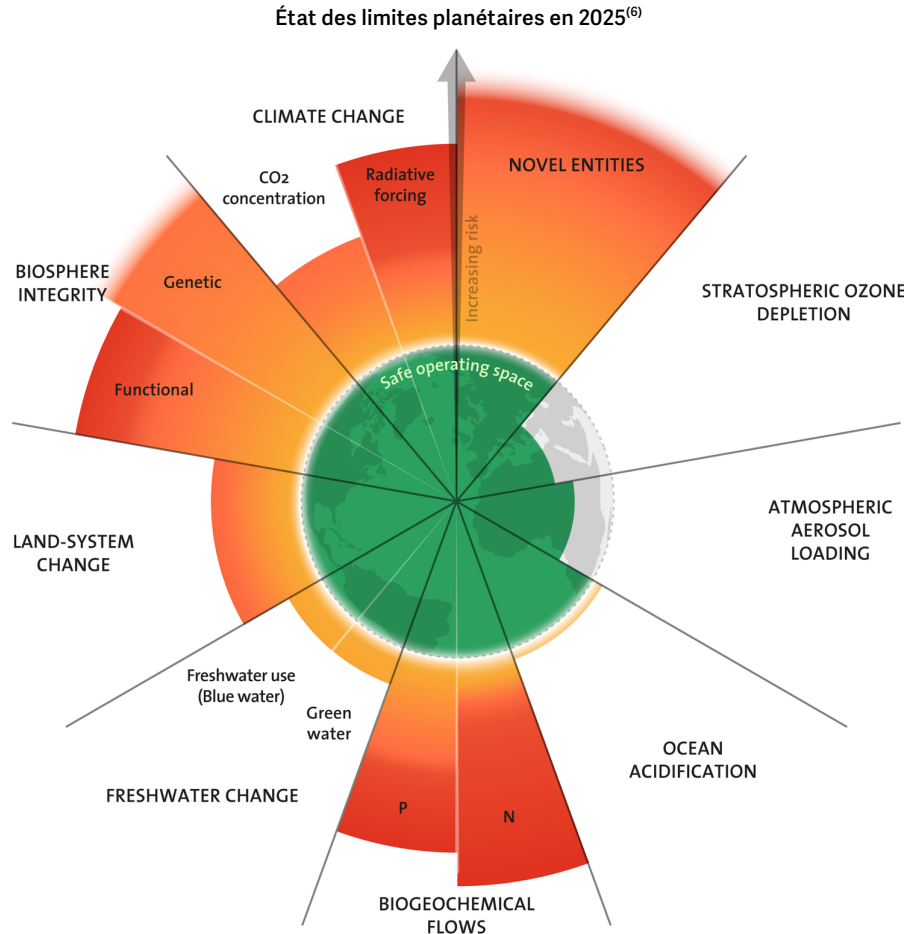 État des limites planétaires en 2025(6)
CLIMATE CHANGE
CO2
concentration
Radiative
forcing
NOVEL ENTITIES
Increasing risk
BIOSPHERE
INTEGRITY
Genetic
Functional
STRATOSPHERIC OZONE
DEPLETION
Safe operating space
ATMOSPHERIC
AEROSOL
LOADING
LAND-SYSTEM
CHANGE
Freshwater use
(Blue water)
Green
water
FRESHWATER CHANGE
OCEAN
ACIDIFICATION
P
N
BIOGEOCHEMICAL
FLOWS